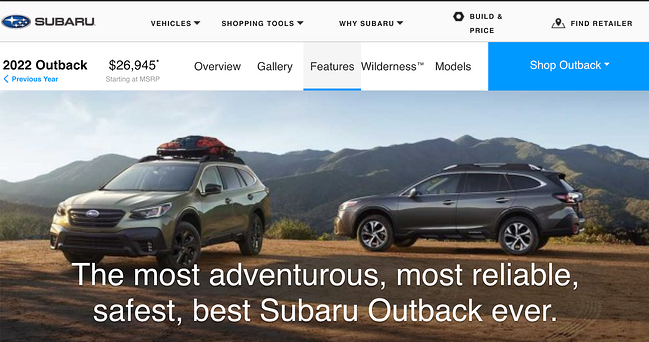 SUBARU
VEHICLES
SHOPPING TOOLS
WHY SUBARU
BUILD &
PRICE
FIND RETAILER
2022 Outback
Previous Year
$26,945*
Starting at MSRP
Overview
Gallery
Features
Wilderness™
Models
Shop Outback
The most adventurous, most reliable,
safest, best Subaru Outback ever.